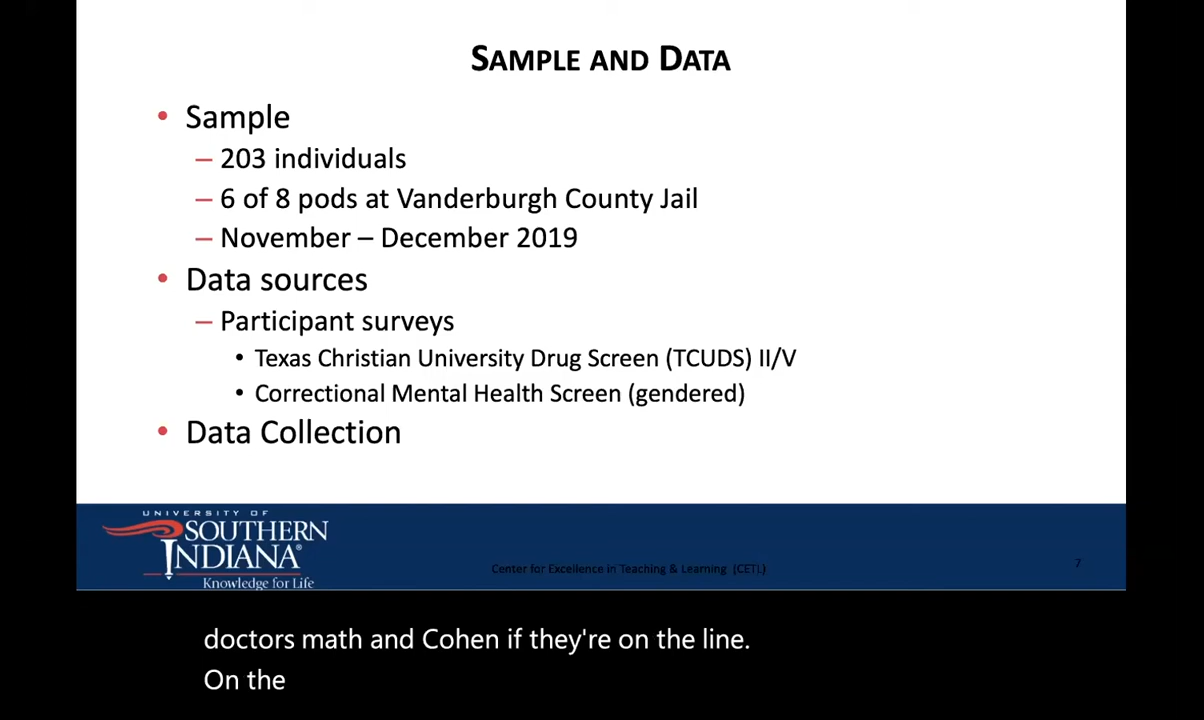 SAMPLE AND DATA
• Sample
– 203 individuals
– 6 of 8 pods at Vanderburgh County Jail
– November – December 2019
• Data sources
– Participant surveys
• Texas Christian University Drug Screen (TCUDS) II/V
• Correctional Mental Health Screen (gendered)
• Data Collection
UNIVERSITY OF
SOUTHERN
INDIANA®
Knowledge for Life
Center for Excellence in Teaching & Learning (CETL)
7
doctors math and Cohen if they're on the line.
On the